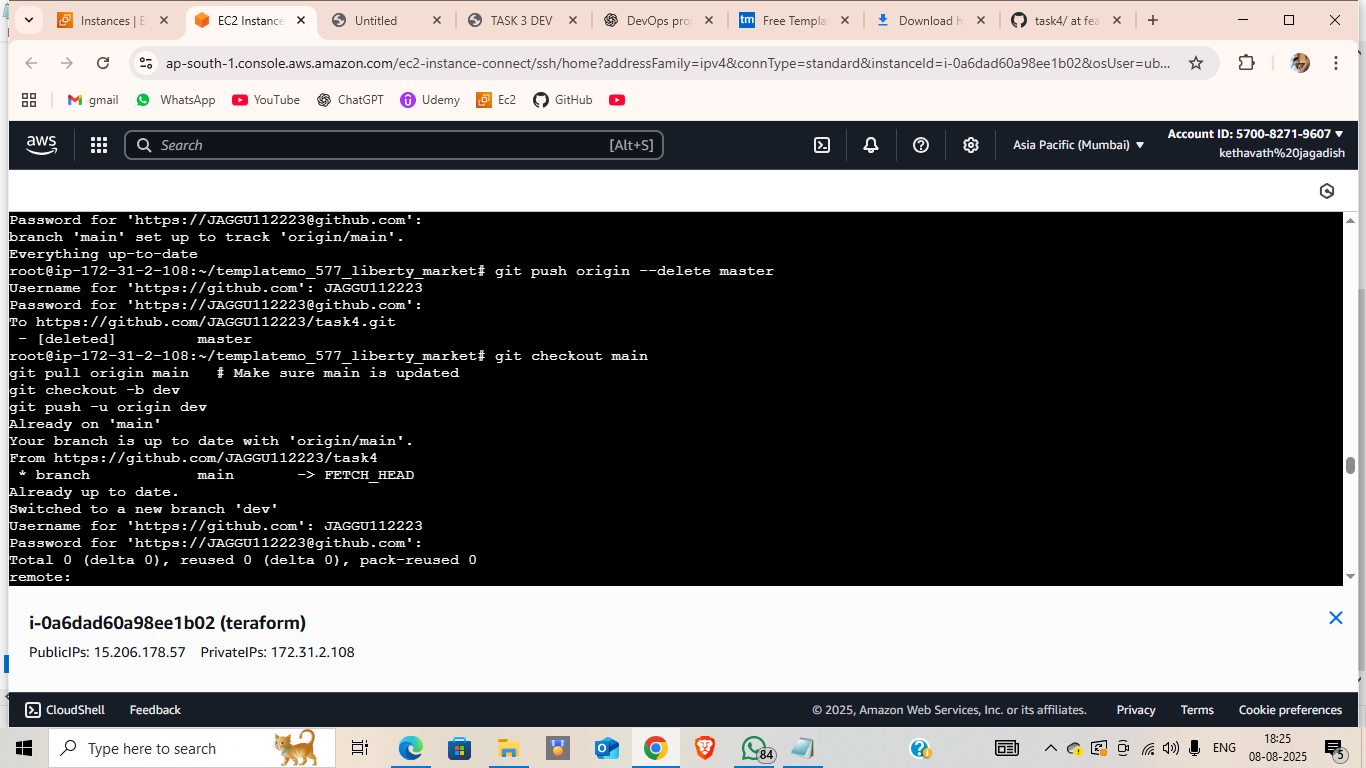 Instances | E
EC2 Instance
Untitled
TASK 3 DEV
DevOps pro
tm
Free Templa
Download h
task4/ at fea
ap-south-1.console.aws.amazon.com/ec2-instance-connect/ssh/home?addressFamily=ipv4&connType=standard&instanceId=i-0a6dad60a98ee1b02&osUser=ub...
gmail
WhatsApp
YouTube
ChatGPT
Udemy
Ec2
GitHub
aws
Search
[Alt+S]
Asia Pacific (Mumbai)
Account ID: 5700-8271-9607
kethavath%20jagadish
Password for 'https://JAGGU112223@github.com':
branch 'main' set up to track 'origin/main'.
Everything up-to-date
root@ip-172-31-2-108:~/templatemo_577_liberty_market# git push origin --delete master
Username for 'https://github.com': JAGGU112223
Password for 'https://JAGGU112223@github.com':
To https://github.com/JAGGU112223/task4.git
 - [deleted]         master
root@ip-172-31-2-108:~/templatemo_577_liberty_market# git checkout main
git pull origin main   # Make sure main is updated
git checkout -b dev
git push -u origin dev
Already on 'main'
Your branch is up to date with 'origin/main'.
From https://github.com/JAGGU112223/task4
 * branch            main       -> FETCH_HEAD
Already up to date.
Switched to a new branch 'dev'
Username for 'https://github.com': JAGGU112223
Password for 'https://JAGGU112223@github.com':
Total 0 (delta 0), reused 0 (delta 0), pack-reused 0
remote:
i-0a6dad60a98ee1b02 (teraform)
PublicIPs: 15.206.178.57 PrivateIPs: 172.31.2.108
CloudShell
Feedback
© 2025, Amazon Web Services, Inc. or its affiliates.
Privacy
Terms
Cookie preferences
Type here to search
84
ENG
18:25
08-08-2025
5